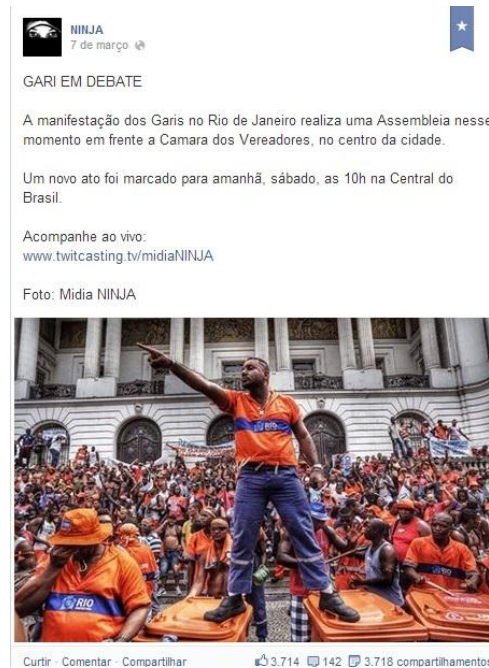 NINJA
7 de março
GARI EM DEBATE
A manifestação dos Garis no Rio de Janeiro realiza uma Assembleia nesse
momento em frente a Camara dos Vereadores, no centro da cidade.
Um novo ato foi marcado para amanhã, sábado, as 10h na Central do
Brasil.
Acompanhe ao vivo:
www.twitcasting.tv/midiaNINJA
Foto: Midia NINJA
RIO
RIO
Curtir · Comentar · Compartilhar 3.714 142 3.718 compartilhamentos